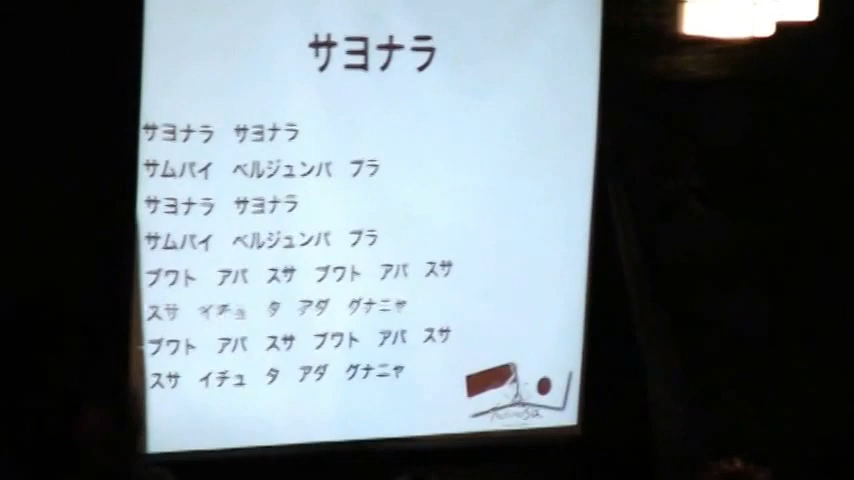 サヨナラ
サヨナラ サヨナラ
サムパイ ベルジュンパ プラ
サヨナラ サヨナラ
サムパイ ベルジュンパ プラ
ブワト アパ スサ ブワト アパ スサ
スサ イチュ タ アダ グナニャ
ブワト アパ スサ ブワト アパ スサ
スサ イチュ タ アダ グナニャ